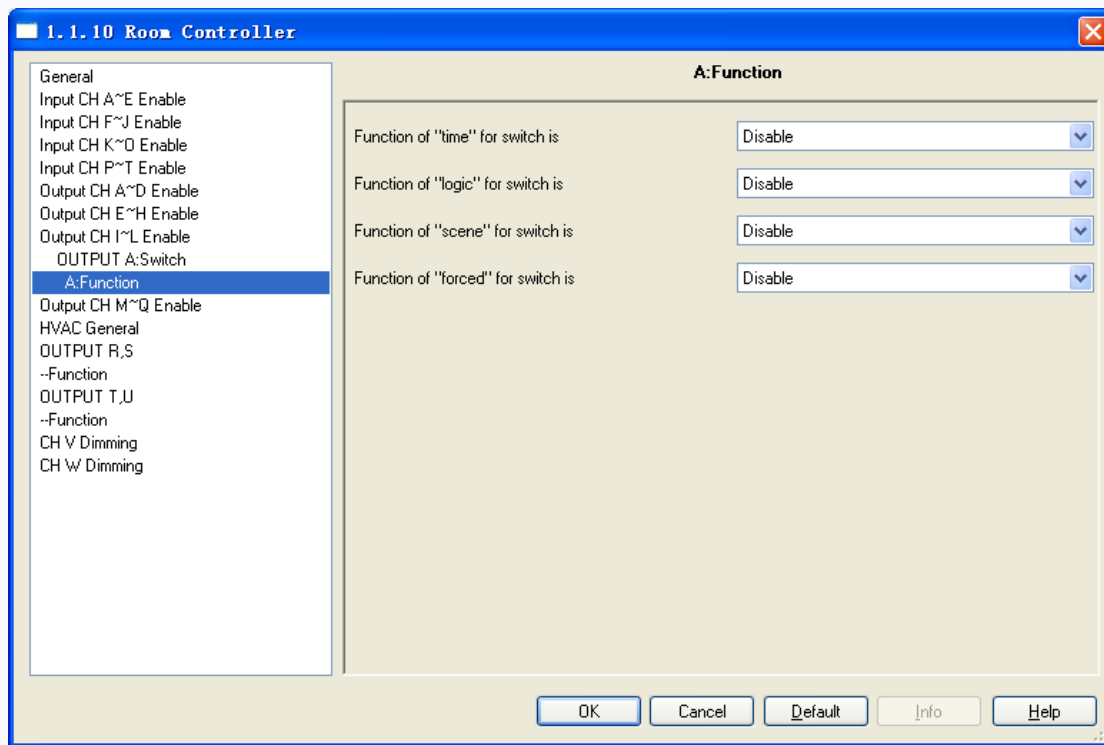 1.1.10 Room Controller
General
Input CH A~E Enable
Input CH F~J Enable
Input CH K~O Enable
Input CH P~T Enable
Output CH A~D Enable
Output CH E~H Enable
Output CH I~L Enable
OUTPUT A:Switch
A:Function
Output CH M~Q Enable
HVAC General
OUTPUT R,S
--Function
OUTPUT T,U
--Function
CH V Dimming
CH W Dimming
A:Function
Function of "time" for switch is Disable
Function of "logic" for switch is Disable
Function of "scene" for switch is Disable
Function of "forced" for switch is Disable
OK Cancel Default Info Help